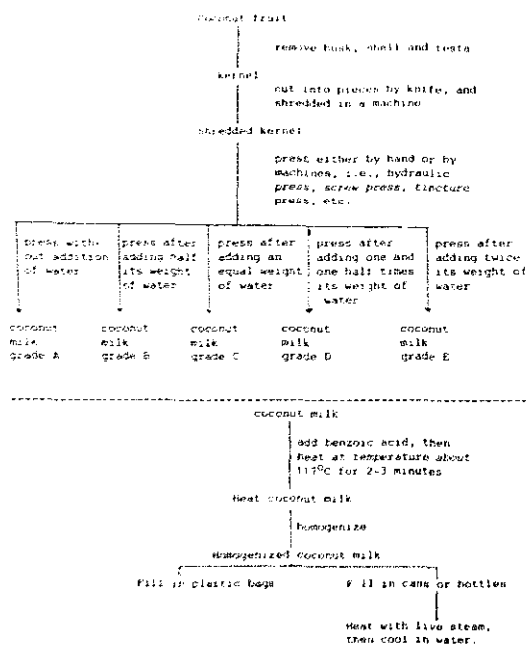 Coconut fruit
remove husk, shell and testa
kernel
cut into pieces by knife, and
shredded in a machine
shredded kernel
press either by hand or by
machines, i.e., hydraulic
press, screw press, tincture
press, etc.
press with-
out addition
of water
press after
adding half
its weight
of water
press after
adding an
equal weight
of water
press after
adding one and
one half times
its weight of
water
press after
adding twice
its weight of
water
coconut
milk
grade A
coconut
milk
grade B
coconut
milk
grade C
coconut
milk
grade D
coconut
milk
grade E
coconut milk
add benzoic acid, then
heat at temperature about
117°C for 2-3 minutes
Heat coconut milk
homogenize
Homogenized coconut milk
Fill in plastic bags
Fill in cans or bottles
Heat with live steam,
then cool in water.